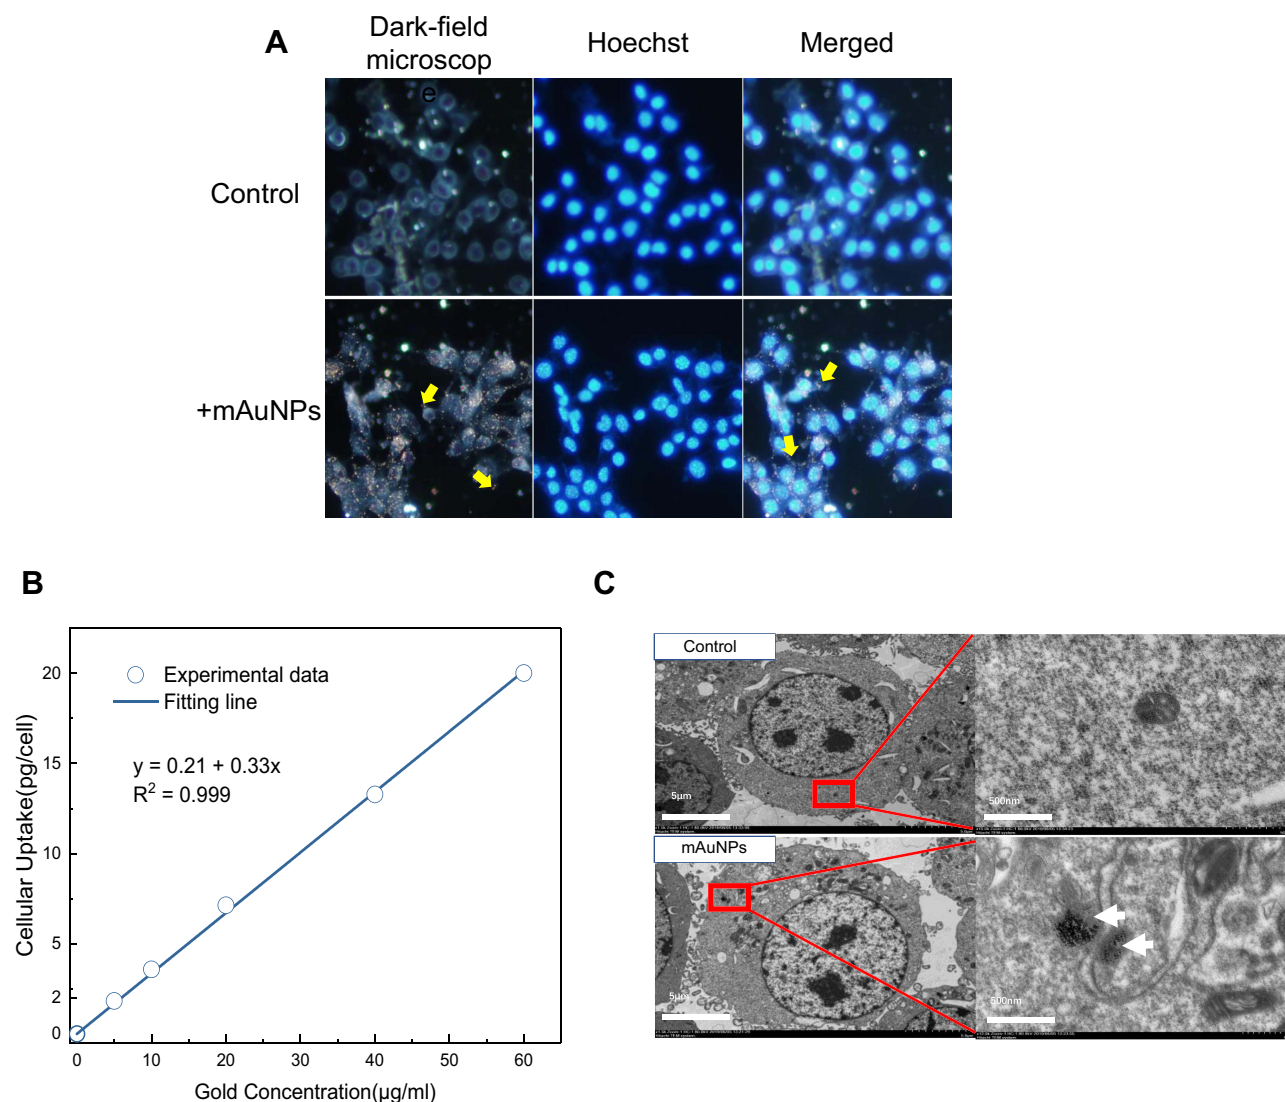 A
Dark-field
microscop
e
Hoechst
Merged
Control
+mAuNPs
B
Cellular Uptake(pg/cell)
20
15
10
5
2
0
Experimental data
Fitting line
y = 0.21 + 0.33x
R² = 0.999
0
10
20
30
40
50
60
Gold Concentration(μg/ml)
C
Control
5μm
500nm
mAuNPs
5μm
500nm